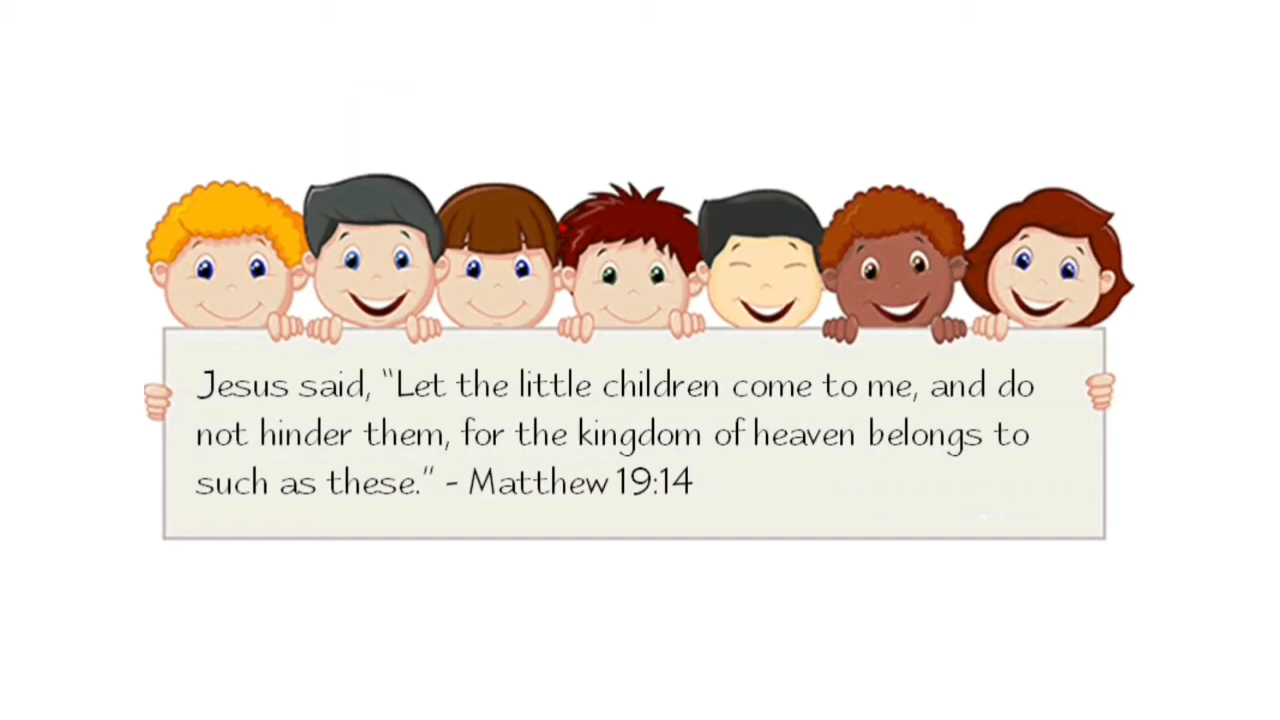 Jesus said, “Let the little children come to me, and do
not hinder them, for the kingdom of heaven belongs to
such as these.” - Matthew 19:14